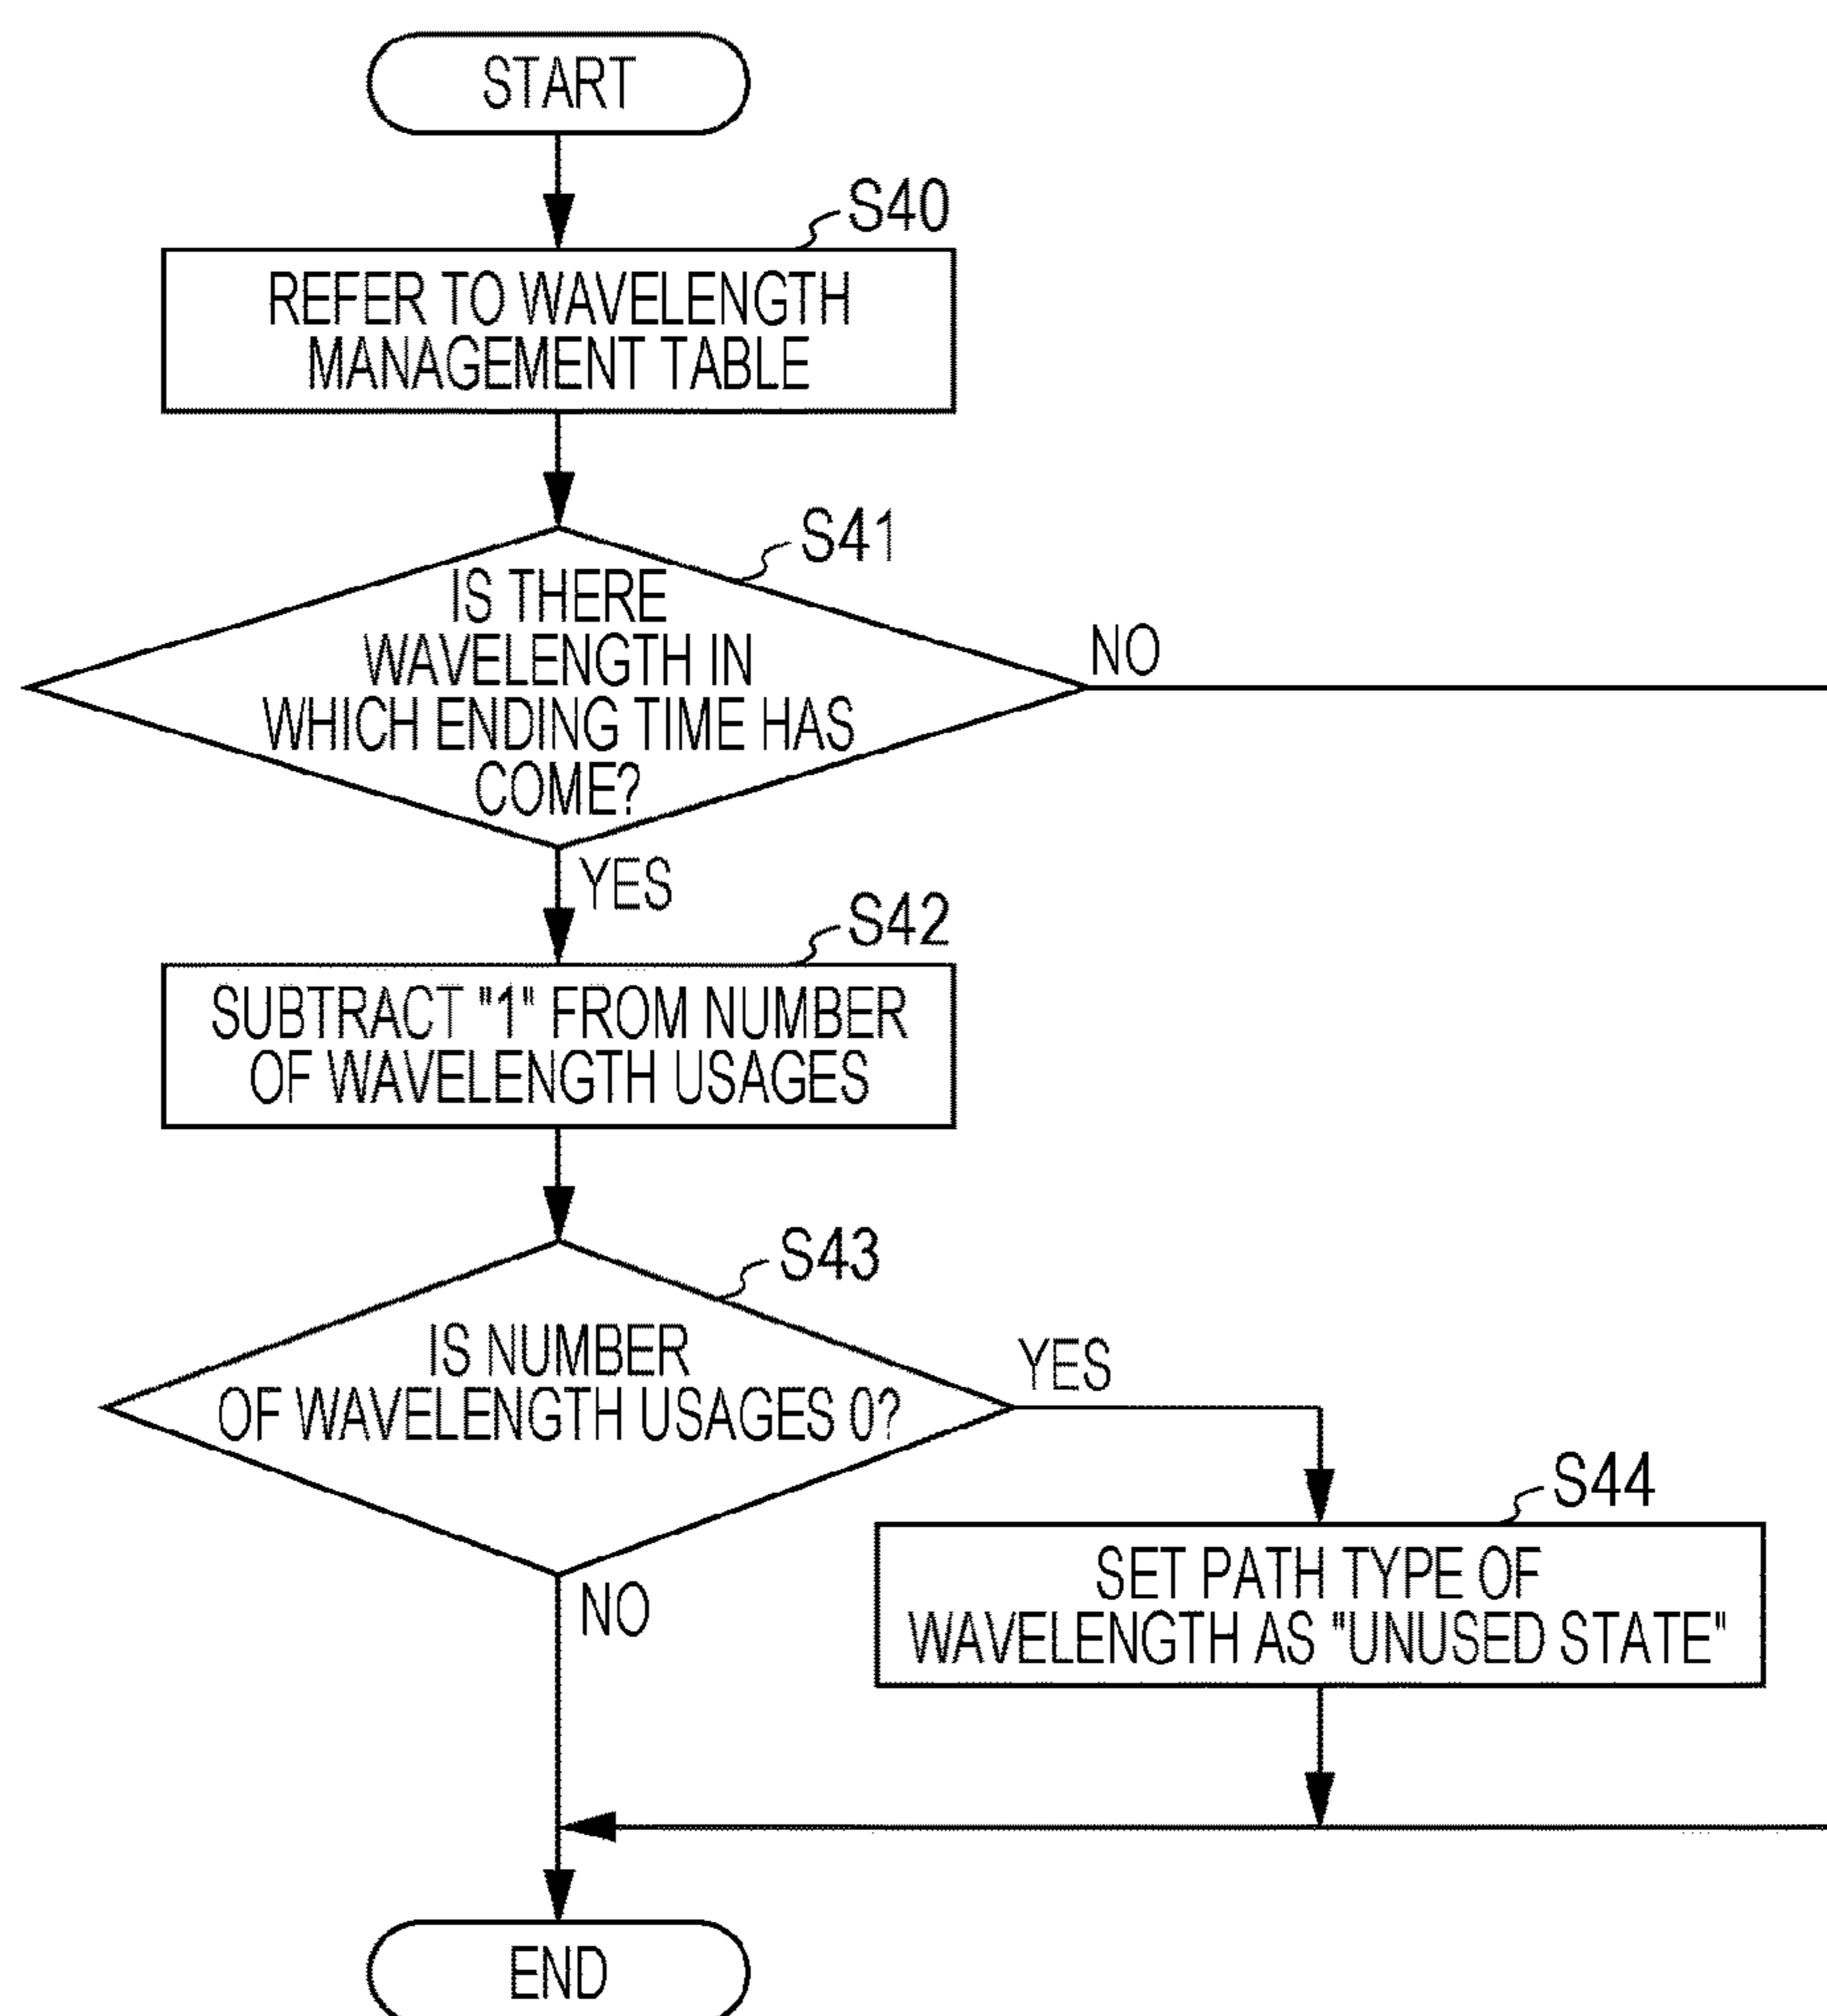 START
S40
REFER TO WAVELENGTH
MANAGEMENT TABLE
S41
IS THERE
WAVELENGTH IN
WHICH ENDING TIME HAS
COME?
NO
YES
S42
SUBTRACT "1" FROM NUMBER
OF WAVELENGTH USAGES
S43
IS NUMBER
OF WAVELENGTH USAGES 0?
YES
NO
S44
SET PATH TYPE OF
WAVELENGTH AS "UNUSED STATE"
END